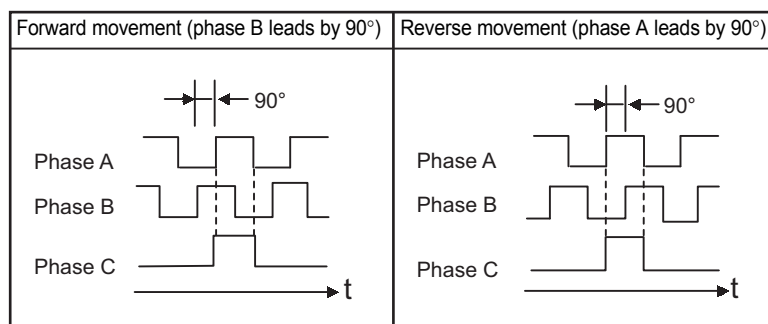 Forward movement (phase B leads by 90°)
90°
Phase A
Phase B
Phase C
t
Reverse movement (phase A leads by 90°)
90°
Phase A
Phase B
Phase C
t